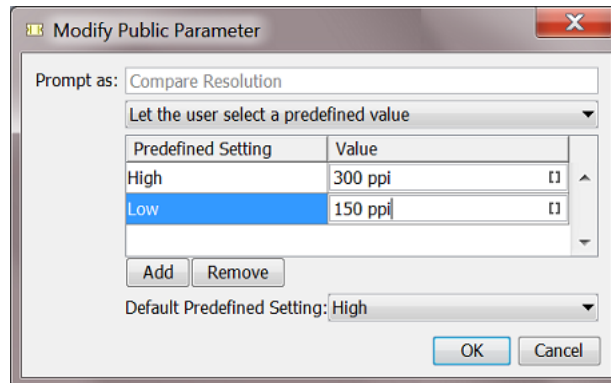 Modify Public Parameter
Prompt as: Compare Resolution
Let the user select a predefined value
Predefined Setting Value
High 300 ppi []
Low 150 ppi []
Add Remove
Default Predefined Setting: High
OK Cancel